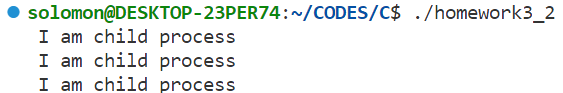 solomon@DESKTOP-23PER74:~/CODES/C$ ./homework3_2
I am child process
I am child process
I am child process